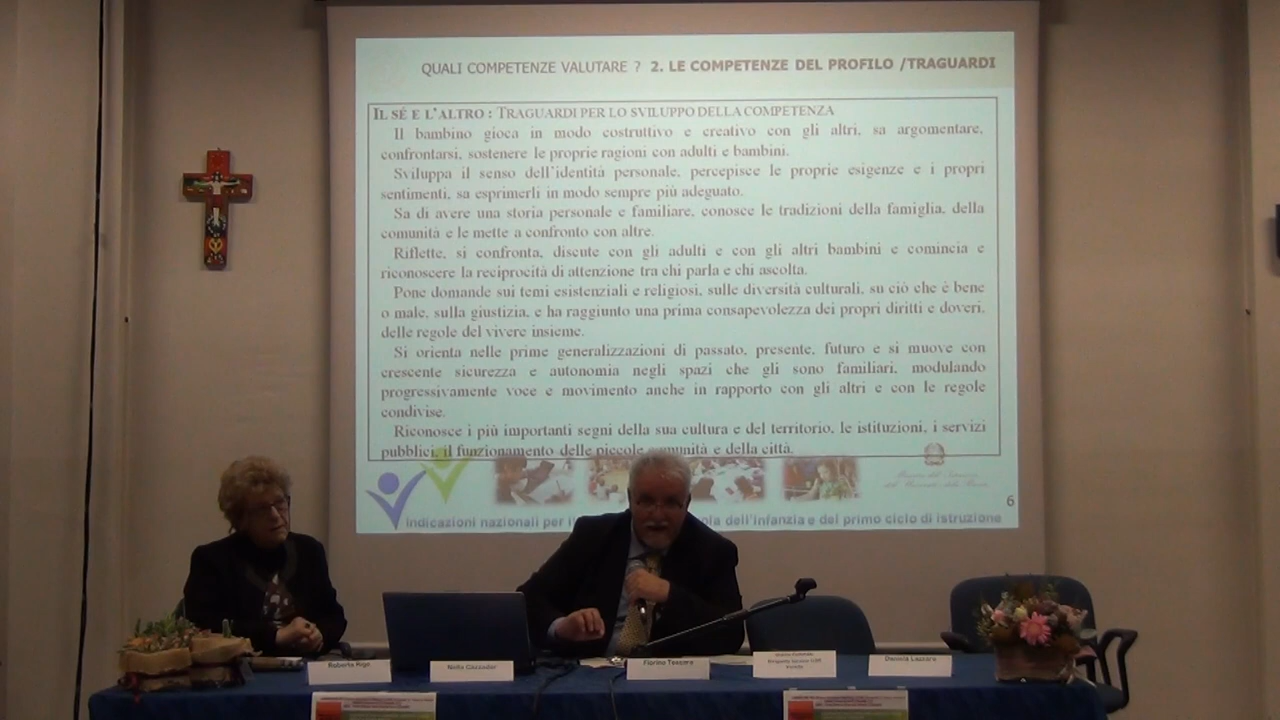 QUALI COMPETENZE VALUTARE ? 2. LE COMPETENZE DEL PROFILO /TRAGUARDI
IL SÉ E L'ALTRO : TRAGUARDI PER LO SVILUPPO DELLA COMPETENZA
Il bambino gioca in modo costruttivo e creativo con gli altri, sa argomentare,
confrontarsi, sostenere le proprie ragioni con adulti e bambini.
Sviluppa il senso dell'identità personale, percepisce le proprie esigenze e i propri
sentimenti, sa esprimerli in modo sempre più adeguato.
Sa di avere una storia personale e familiare, conosce le tradizioni della famiglia, della
comunità e le mette a confronto con altre.
Riflette, si confronta, discute con gli adulti e con gli altri bambini e comincia e
riconoscere la reciprocità di attenzione tra chi parla e chi ascolta.
Pone domande sui temi esistenziali e religiosi, sulle diversità culturali, su ciò che è bene
o male, sulla giustizia, e ha raggiunto una prima consapevolezza dei propri diritti e doveri,
delle regole del vivere insieme.
Si orienta nelle prime generalizzazioni di passato, presente, futuro e si muove con
crescente sicurezza e autonomia negli spazi che gli sono familiari, modulando
progressivamente voce e movimento anche in rapporto con gli altri e con le regole
condivise.
Riconosce i più importanti segni della sua cultura e del territorio, le istituzioni, i servizi
pubblici, il funzionamento delle piccole comunità e della città.
6
Indicazioni nazionali per dell'infanzia e del primo ciclo di istruzione
Roberta Rigo
Fiorino Tescaro
Daniela Lazzaro